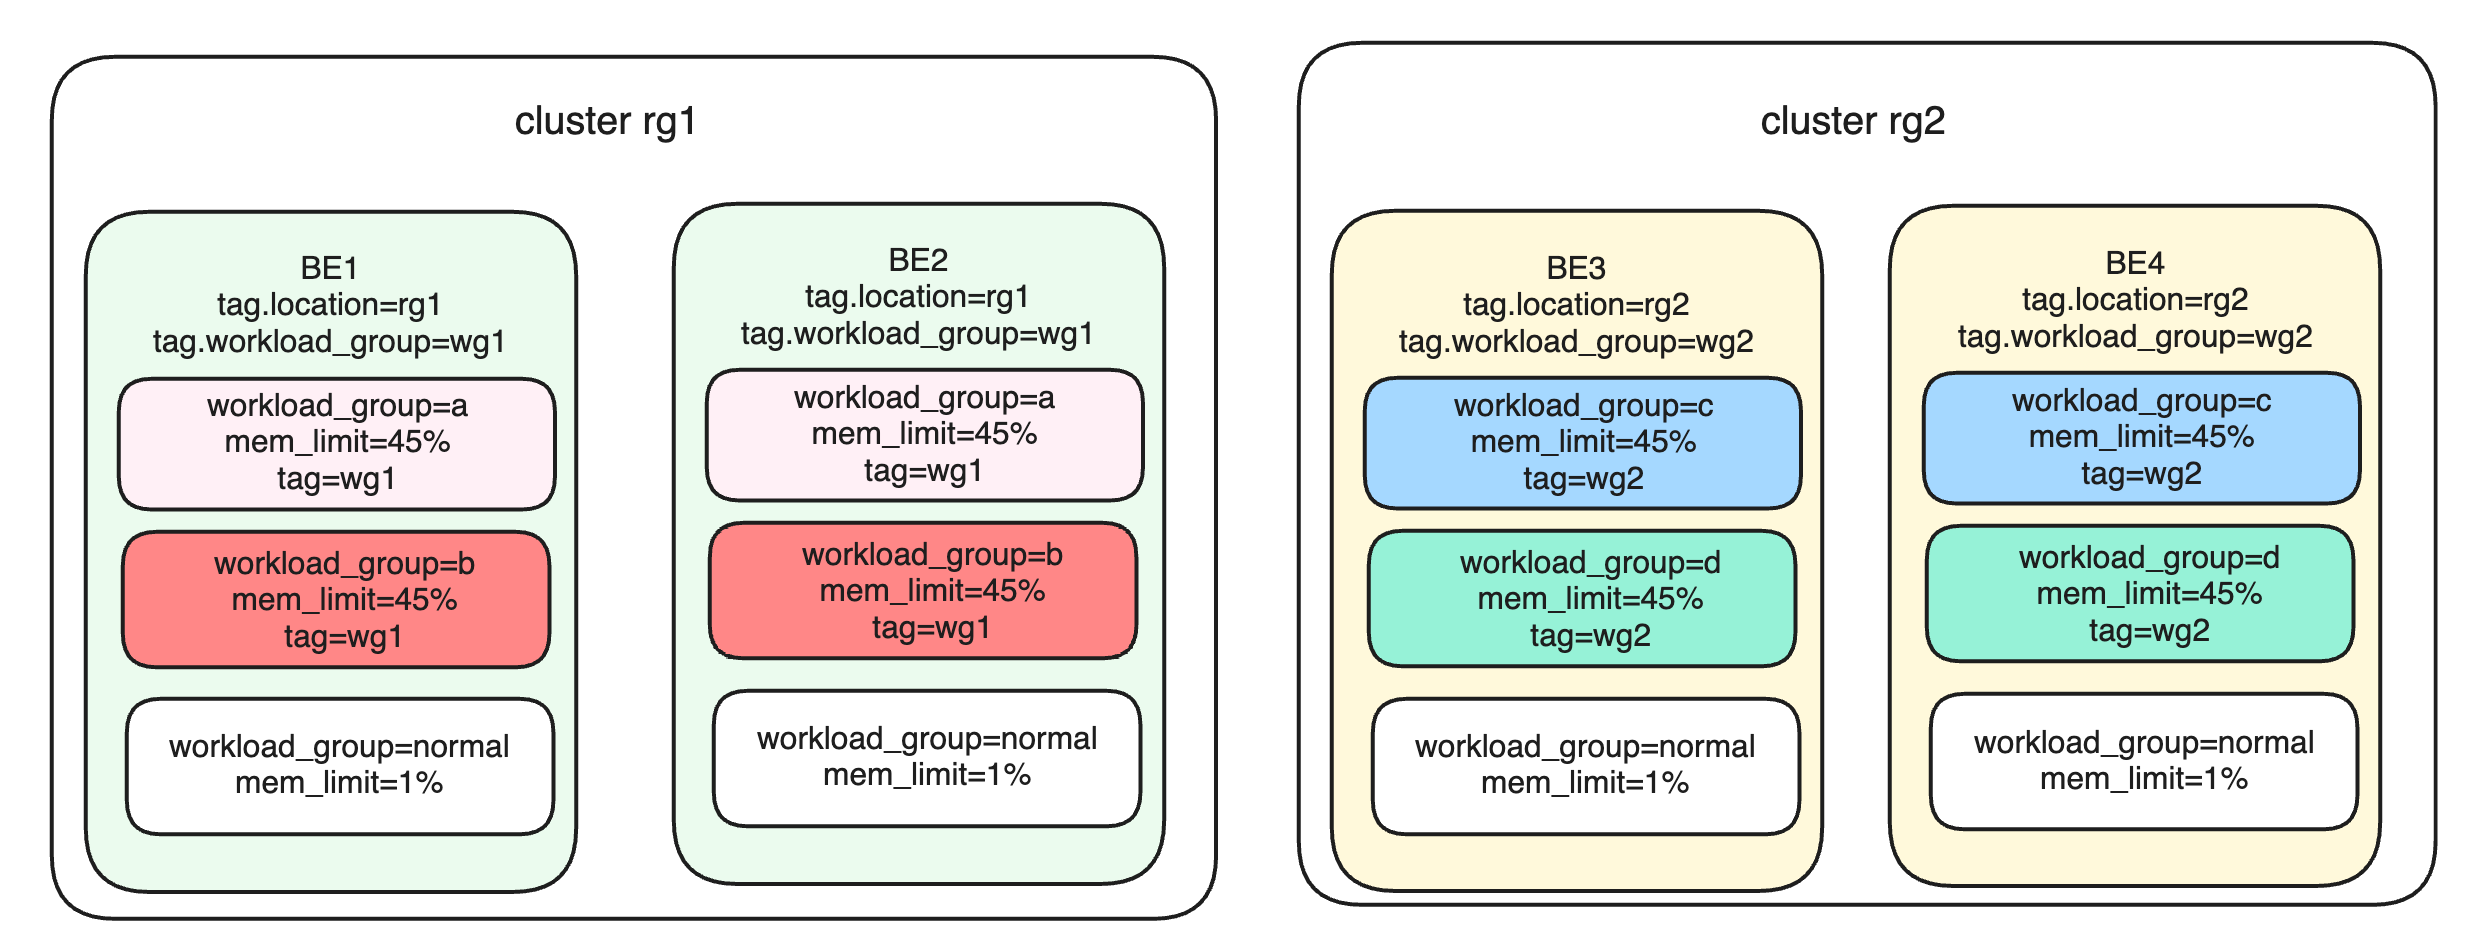 cluster rg1
BE1
tag.location=rg1
tag.workload_group=wg1
workload_group=a
mem_limit=45%
tag=wg1
workload_group=b
mem_limit=45%
tag=wg1
workload_group=normal
mem_limit=1%
BE2
tag.location=rg1
tag.workload_group=wg1
workload_group=a
mem_limit=45%
tag=wg1
workload_group=b
mem_limit=45%
tag=wg1
workload_group=normal
mem_limit=1%
cluster rg2
BE3
tag.location=rg2
tag.workload_group=wg2
workload_group=c
mem_limit=45%
tag=wg2
workload_group=d
mem_limit=45%
tag=wg2
workload_group=normal
mem_limit=1%
BE4
tag.location=rg2
tag.workload_group=wg2
workload_group=c
mem_limit=45%
tag=wg2
workload_group=d
mem_limit=45%
tag=wg2
workload_group=normal
mem_limit=1%